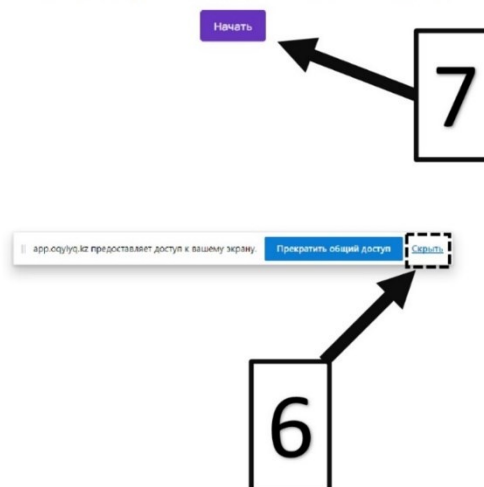 Начать
7
app.oqylyq.kz предоставляет доступ к вашему экрану. Прекратить общий доступ Скрыть
6